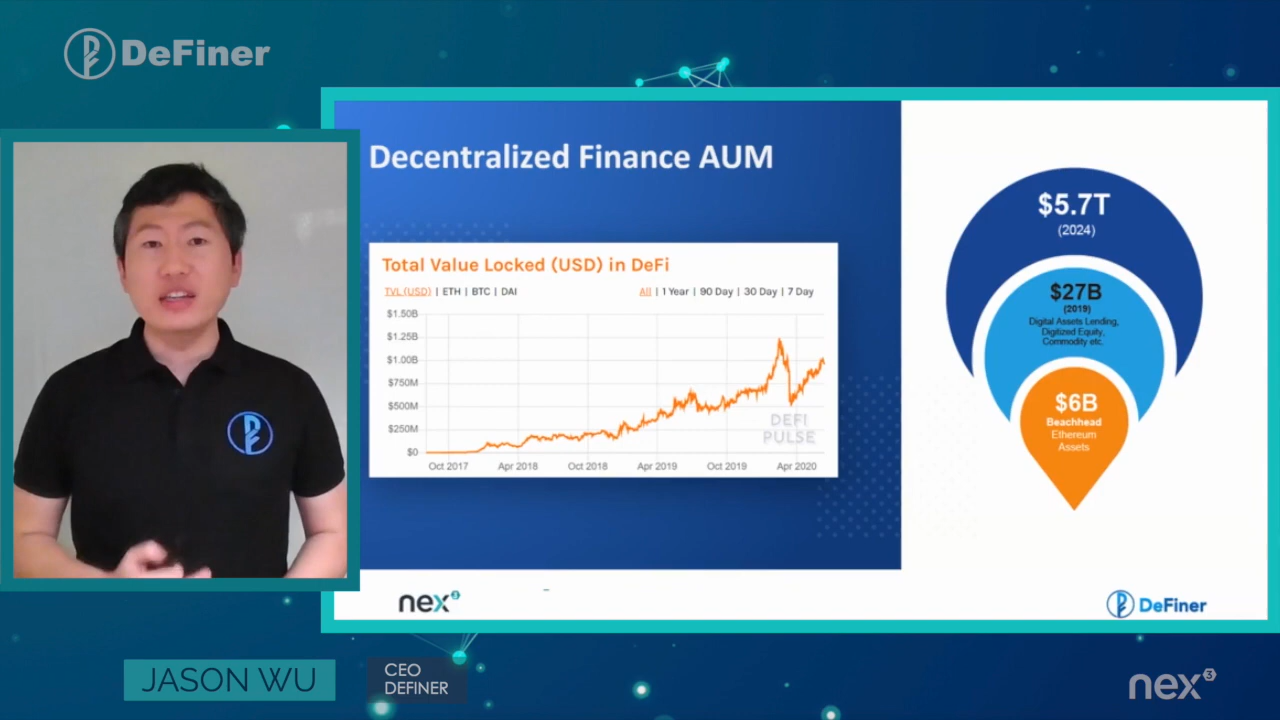 DeFiner
Decentralized Finance AUM
Total Value Locked (USD) in DeFi
TVL (USD) | ETH | BTC | DAI
All | 1 Year | 90 Day | 30 Day | 7 Day
$1.50B
$1.25B
$1.00B
$750M
$500M
$250M
$0
Oct 2017
Apr 2018
Oct 2018
Apr 2019
Oct 2019
Apr 2020
DEFI
PULSE
$5.7T
(2024)
$27B
(2019)
Digital Assets Lending,
Digitized Equity,
Commodity etc.
$6B
Beachhead
Ethereum
Assets
nex3
DeFiner
JASON WU
CEO
DEFINER
nex3